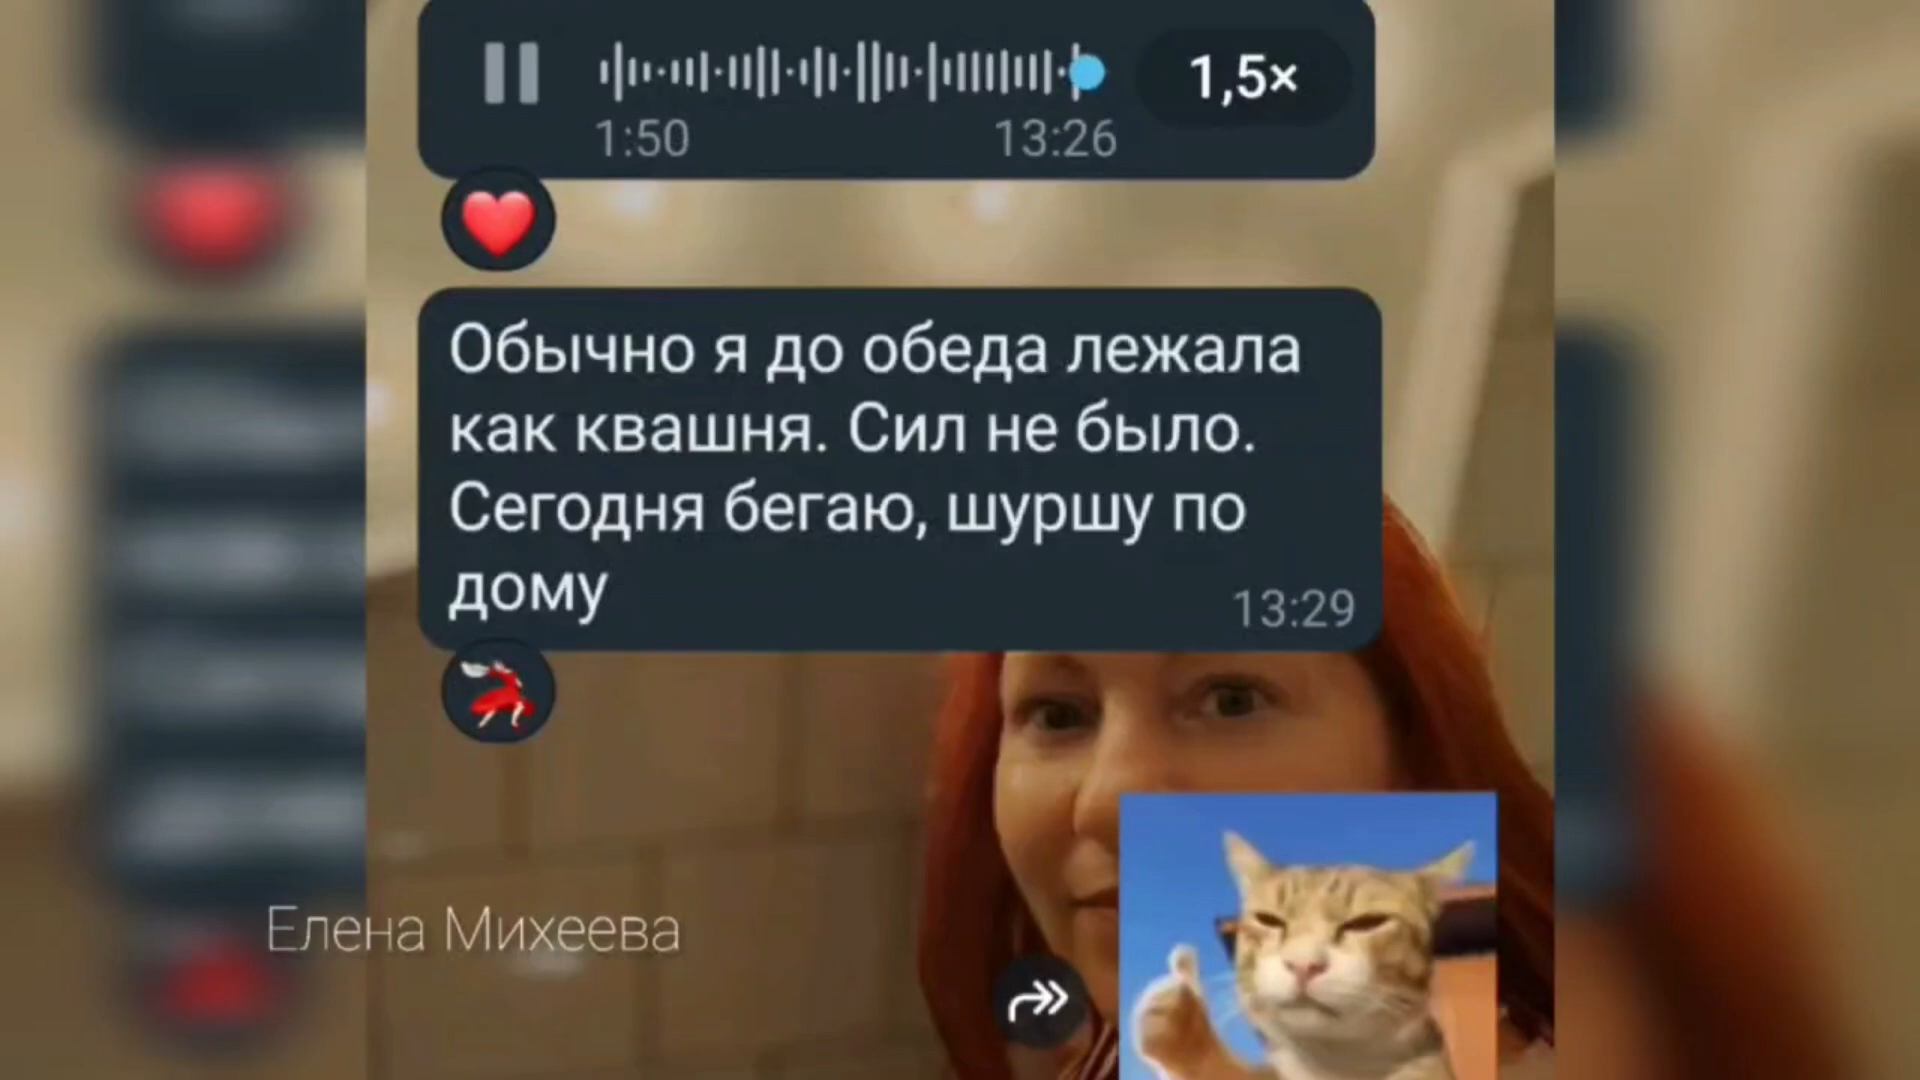 1,5×
1:50
13:26
Обычно я до обеда лежала
как квашня. Сил не было.
Сегодня бегаю, шуршу по
дому
13:29
Елена Михеева